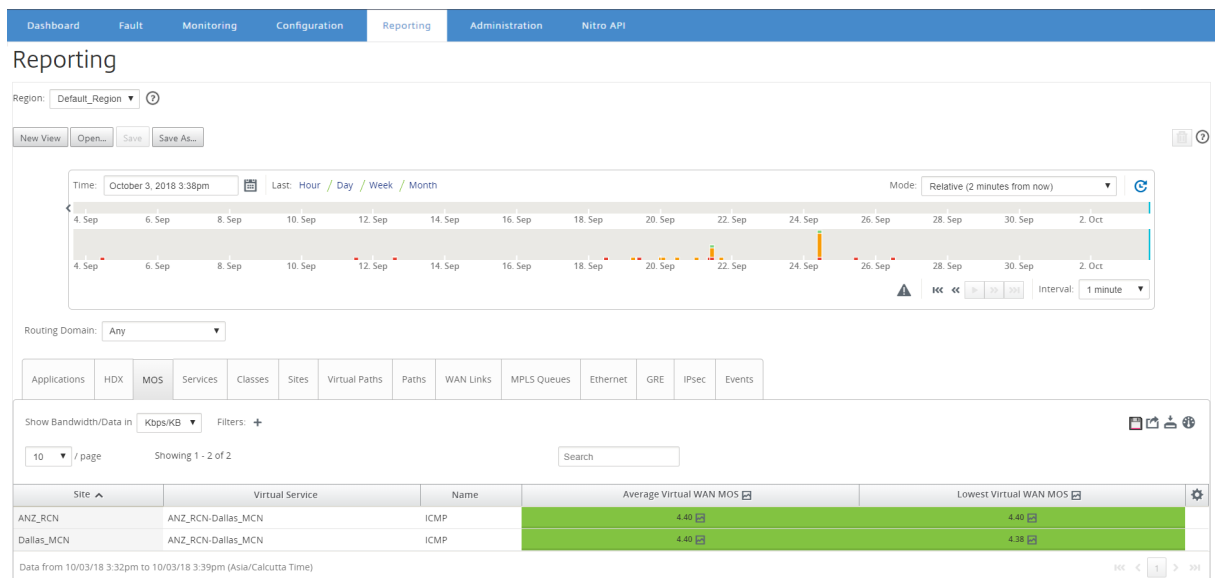 Dashboard Fault Monitoring Configuration Reporting Administration Nitro API
Reporting
Region: Default_Region
New View Open... Save Save As...
Time: October 3, 2018 3:38pm Last: Hour / Day / Week / Month Mode: Relative (2 minutes from now)
4. Sep 6. Sep 8. Sep 10. Sep 12. Sep 14. Sep 16. Sep 18. Sep 20. Sep 22. Sep 24. Sep 26. Sep 28. Sep 30. Sep 2. Oct
4. Sep 6. Sep 8. Sep 10. Sep 12. Sep 14. Sep 16. Sep 18. Sep 20. Sep 22. Sep 24. Sep 26. Sep 28. Sep 30. Sep 2. Oct
Interval: 1 minute
Routing Domain: Any
Applications HDX MOS Services Classes Sites Virtual Paths Paths WAN Links MPLS Queues Ethernet GRE IPsec Events
Show Bandwidth/Data in Kbps/KB Filters: +
10 / page Showing 1 - 2 of 2 Search
Site Virtual Service Name Average Virtual WAN MOS Lowest Virtual WAN MOS
ANZ_RCN ANZ_RCN-Dallas_MCN ICMP 4.40 4.40
Dallas_MCN ANZ_RCN-Dallas_MCN ICMP 4.40 4.38
Data from 10/03/18 3:32pm to 10/03/18 3:39pm (Asia/Calcutta Time) 1